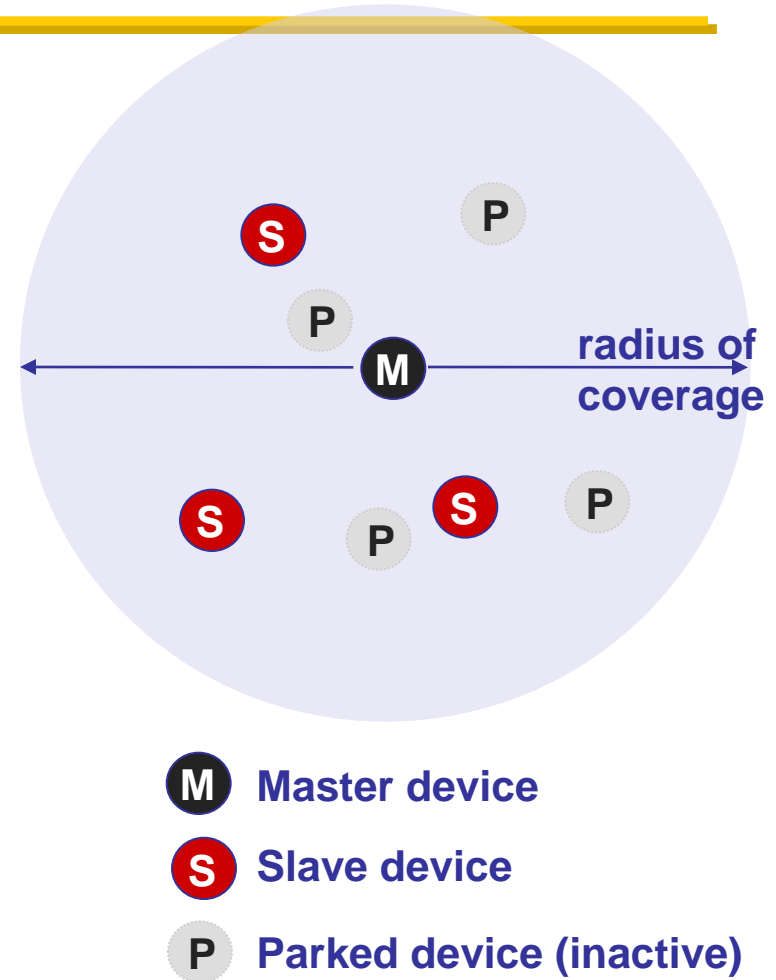 P
S
P
radius of
M
coverage
S
S
P
P
M Master device
S Slave device
P Parked device (inactive)